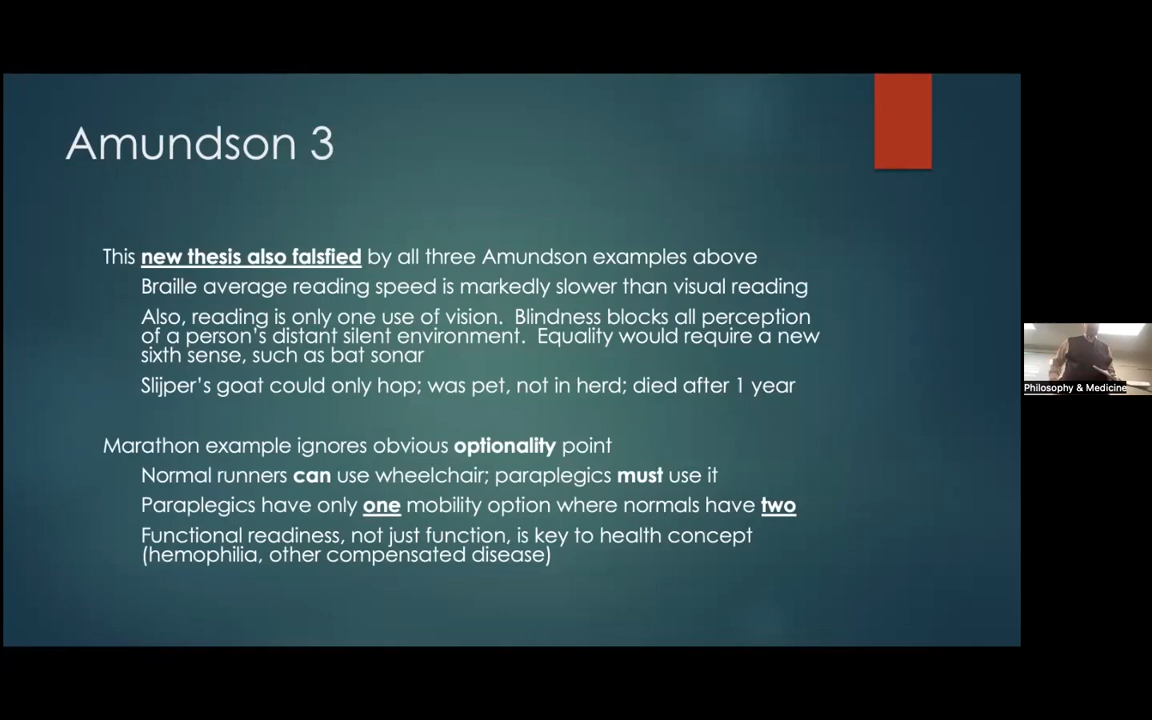 Amundson 3
This new thesis also falsfied by all three Amundson examples above
Braille average reading speed is markedly slower than visual reading
Also, reading is only one use of vision. Blindness blocks all perception
of a person's distant silent environment. Equality would require a new
sixth sense, such as bat sonar
Slijper's goat could only hop; was pet, not in herd; died after 1 year
Marathon example ignores obvious optionality point
Normal runners can use wheelchair; paraplegics must use it
Paraplegics have only one mobility option where normals have two
Functional readiness, not just function, is key to health concept
(hemophilia, other compensated disease)
Philosophy & Medicine